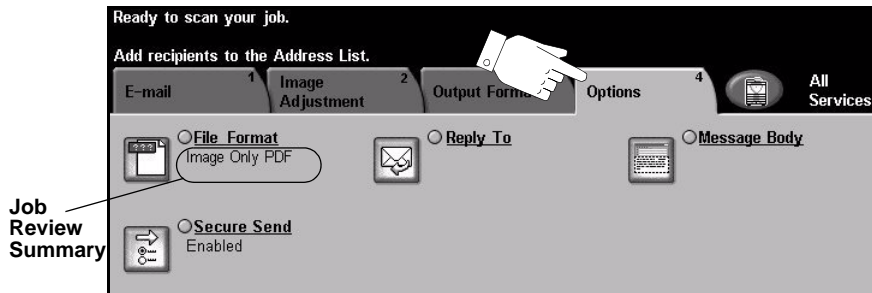 Ready to scan your job.
Add recipients to the Address List.
E-mail
1
Image
Adjustment
2
Output Forma
Options
4
All
Services
File Format
Image Only PDF
Reply To
Message Body
Job
Review
Summary
Secure Send
Enabled